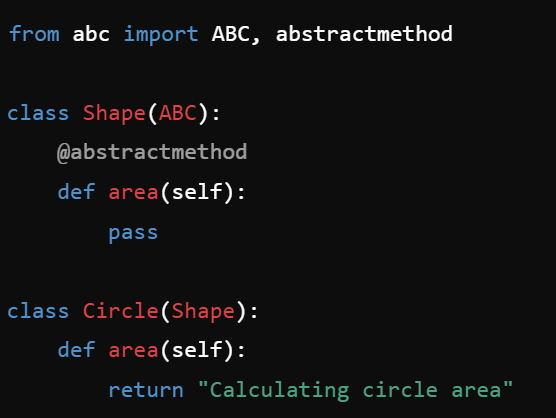 from abc import ABC, abstractmethod
class Shape(ABC):
    @abstractmethod
    def area(self):
        pass
class Circle(Shape):
    def area(self):
        return "Calculating circle area"